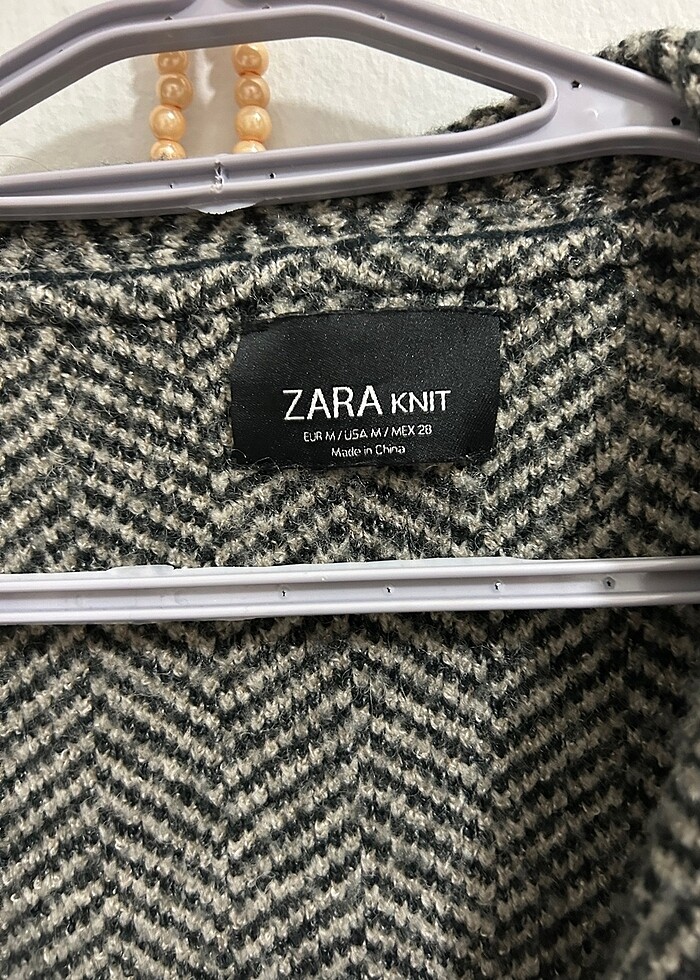 ZARA KNIT
EUR M / USA M / MEX 28
Made in China